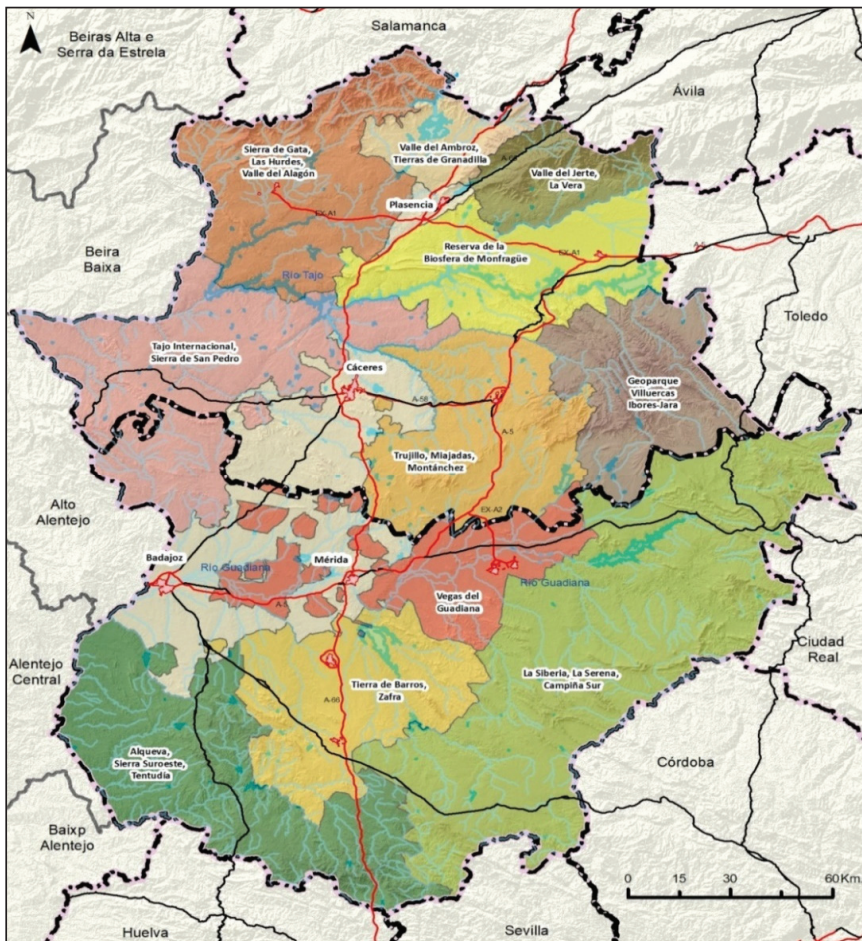 N
Salamanca
Beiras Alta e
Serra da Estrela
Ávila
Sierra de Gata,
Las Hurdes,
Valle del Alagón
Valle del Ambroz,
Tierras de Granadilla
Valle del Jerte,
La Vera
Plasencia
EX-A1
Beira
Baixa
Reserva de la
Biosfera de Monfragüe
EX-A1
A-5
Río Tajo
Toledo
Tajo Internacional,
Sierra de San Pedro
Cáceres
A-58
Geoparque
Villuercas
Ibores-Jara
A-5
Trujillo, Miajadas,
Montánchez
Alto
Alentejo
EX-A2
Badajoz
Río Guadiana
Mérida
Río Guadiana
A-5
Vegas del
Guadiana
Ciudad
Real
Alentejo
Central
La Siberia, La Serena,
Campiña Sur
Tierra de Barros,
Zafra
A-66
Alqueva,
Sierra Suroeste,
Tentudía
Córdoba
Baixp
Alentejo
0 15 30 60 Km.
Huelva
Sevilla